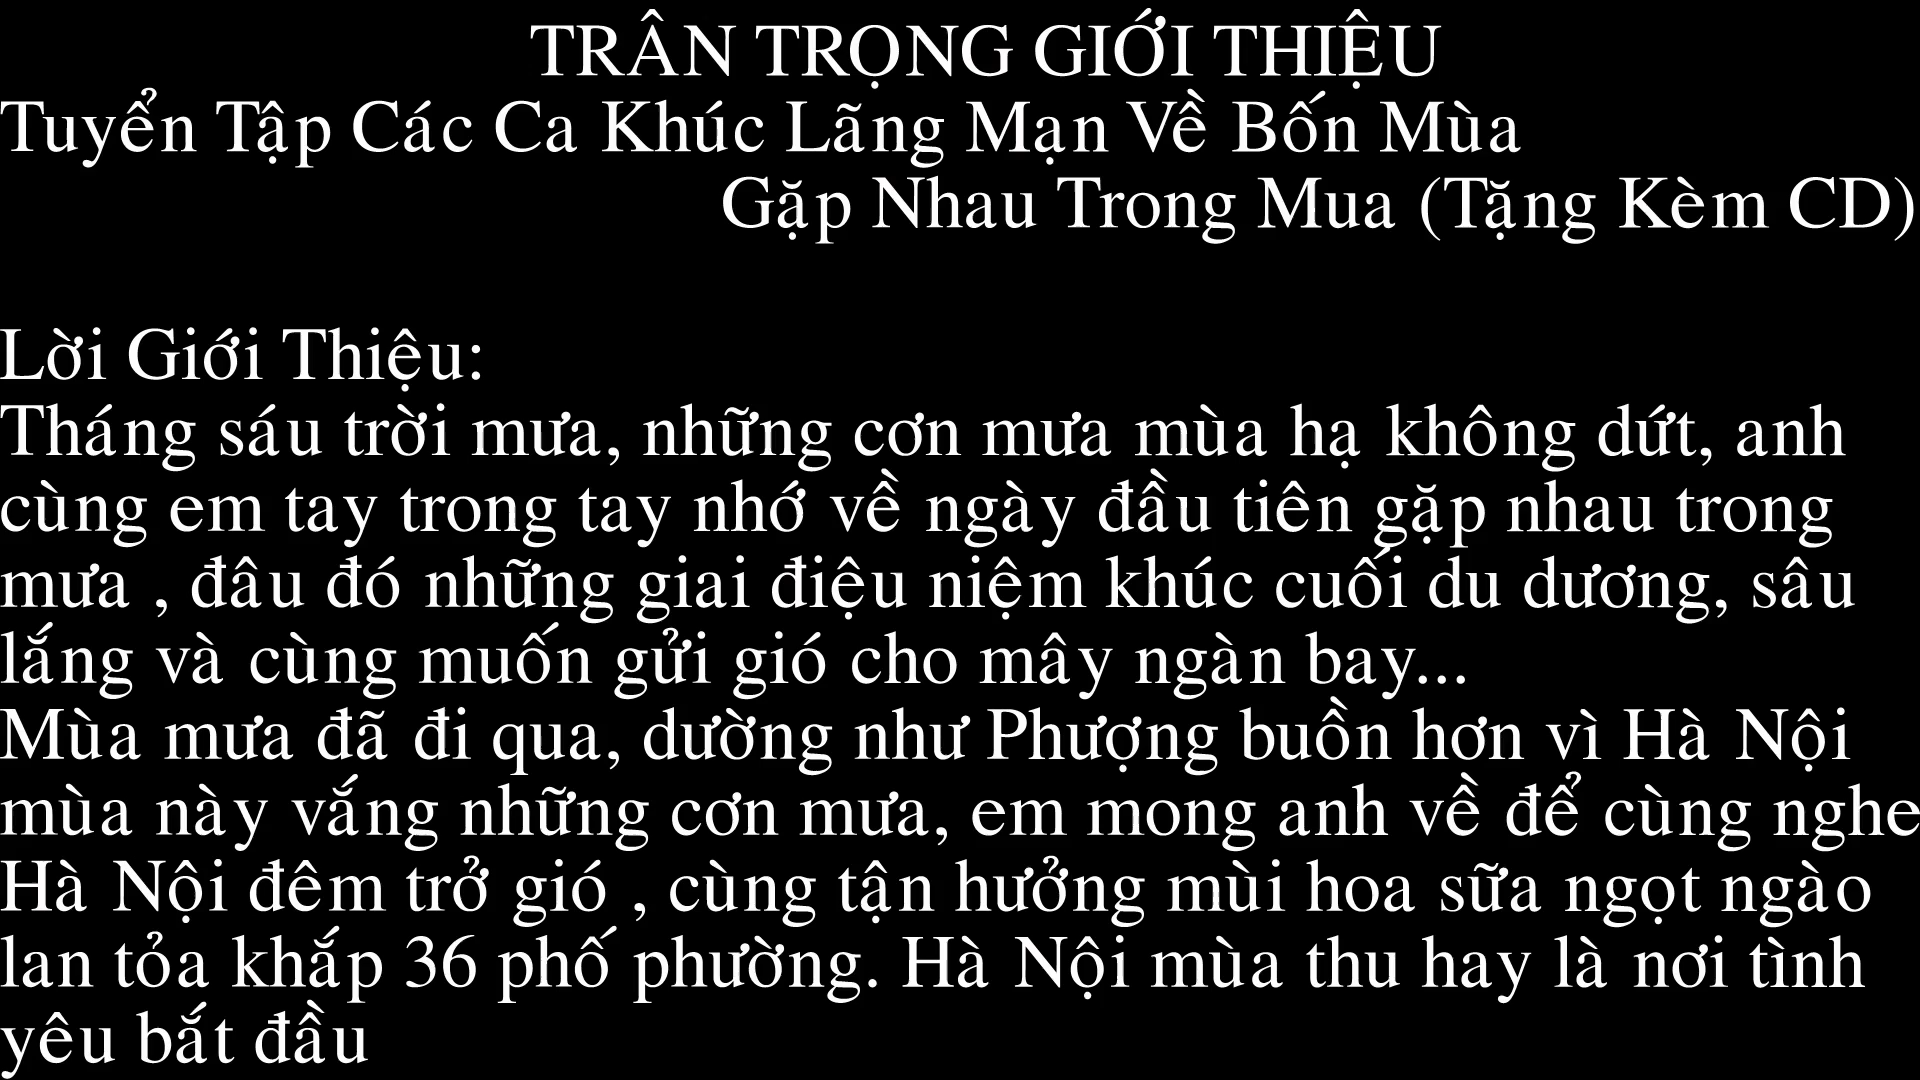 TRÂN TRỌNG GIỚI THIỆU
Tuyển Tập Các Ca Khúc Lãng Mạn Về Bốn Mùa
Gặp Nhau Trong Mua (Tặng Kèm CD)
Lời Giới Thiệu:
Tháng sáu trời mưa, những cơn mưa mùa hạ không dứt, anh
cùng em tay trong tay nhớ về ngày đầu tiên gặp nhau trong
mưa , đâu đó những giai điệu niệm khúc cuối du dương, sâu
lắng và cùng muốn gửi gió cho mây ngàn bay...
Mùa mưa đã đi qua, dường như Phượng buồn hơn vì Hà Nội
mùa này vắng những cơn mưa, em mong anh về để cùng nghe
Hà Nội đêm trở gió , cùng tận hưởng mùi hoa sữa ngọt ngào
lan tỏa khắp 36 phố phường. Hà Nội mùa thu hay là nơi tình
yêu bắt đầu